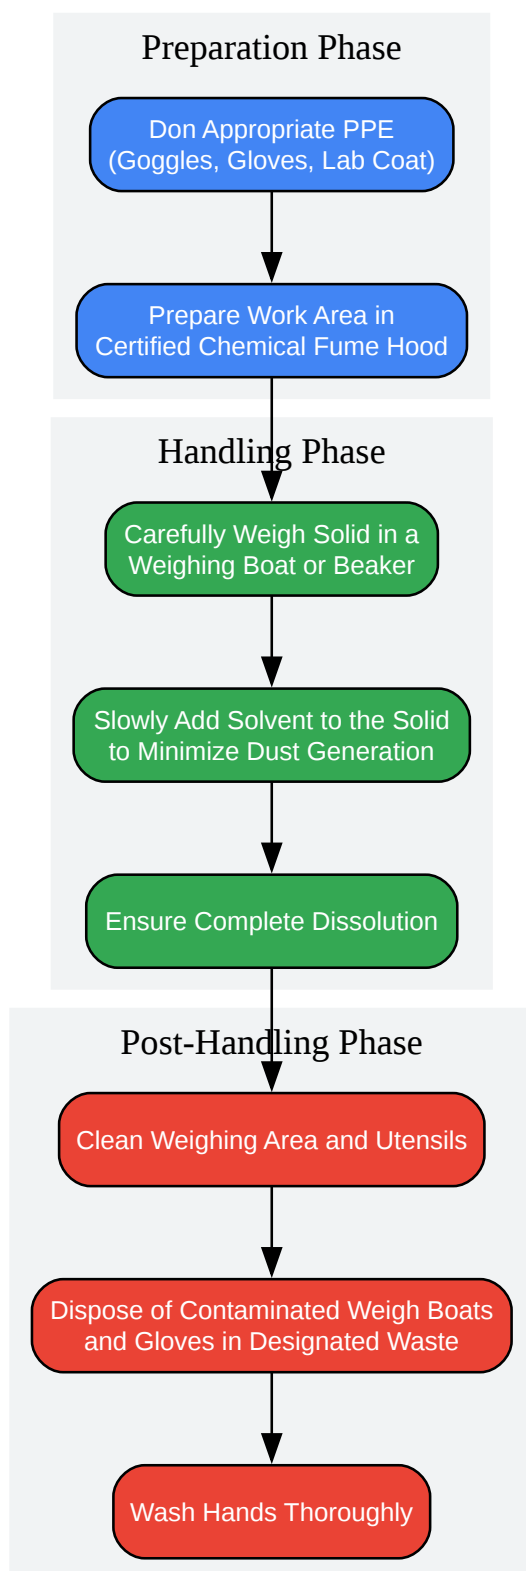 Preparation Phase
Don Appropriate PPE
(Goggles, Gloves, Lab Coat)
Prepare Work Area in
Certified Chemical Fume Hood
Handling Phase
Carefully Weigh Solid in a
Weighing Boat or Beaker
Slowly Add Solvent to the Solid
to Minimize Dust Generation
Ensure Complete Dissolution
Post-Handling Phase
Clean Weighing Area and Utensils
Dispose of Contaminated Weigh Boats
and Gloves in Designated Waste
Wash Hands Thoroughly